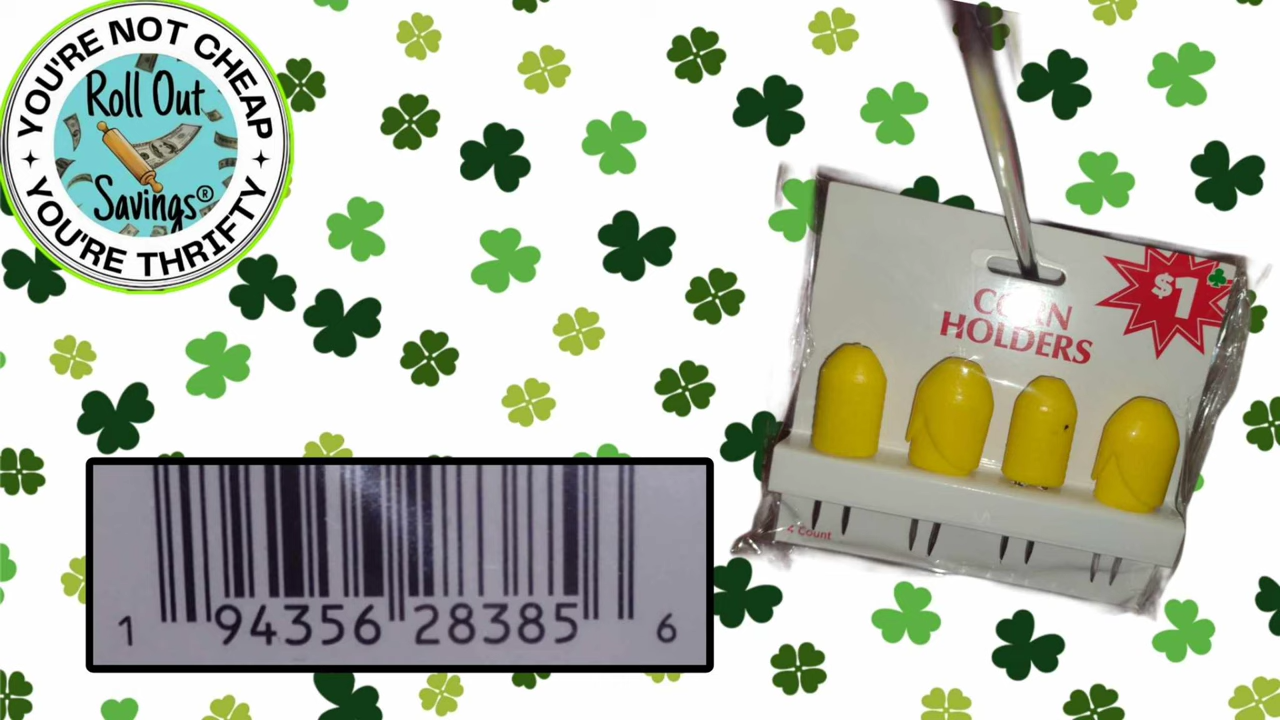 YOU'RE NOT CHEAP
Roll Out
Savings®
YOU'RE THRIFTY
$1
CORN
HOLDERS
4 Count
1 94356 28385 6